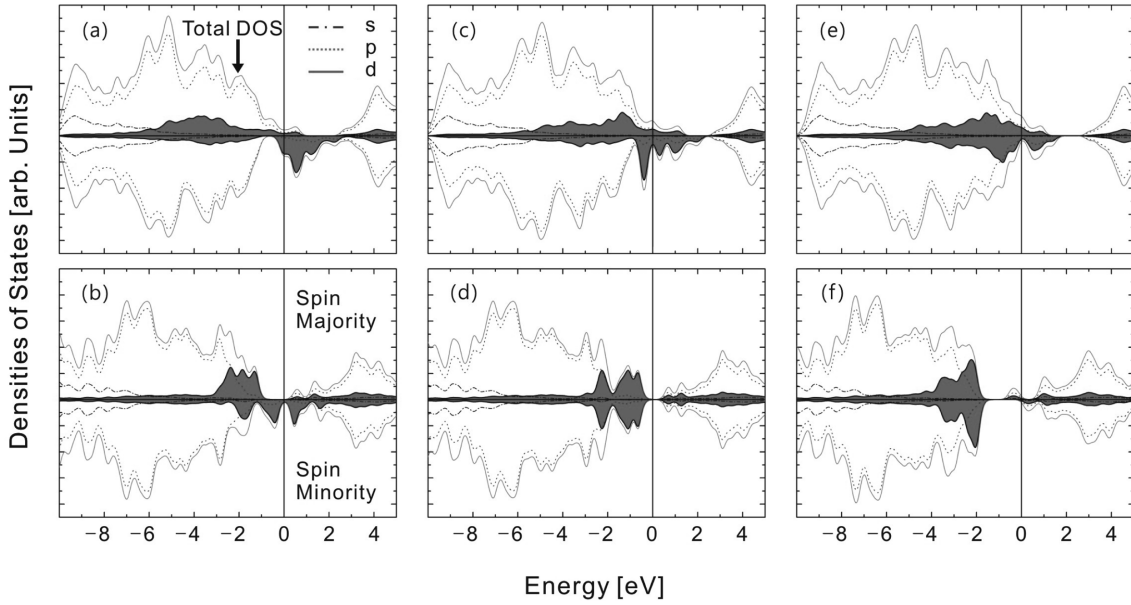 (a)
Total DOS
s
p
d
(c)
(e)
Densities of States [arb. Units]
(b)
Spin
Majority
Spin
Minority
(d)
(f)
−8 −6 −4 −2 0 2 4
−8 −6 −4 −2 0 2 4
−8 −6 −4 −2 0 2 4
Energy [eV]